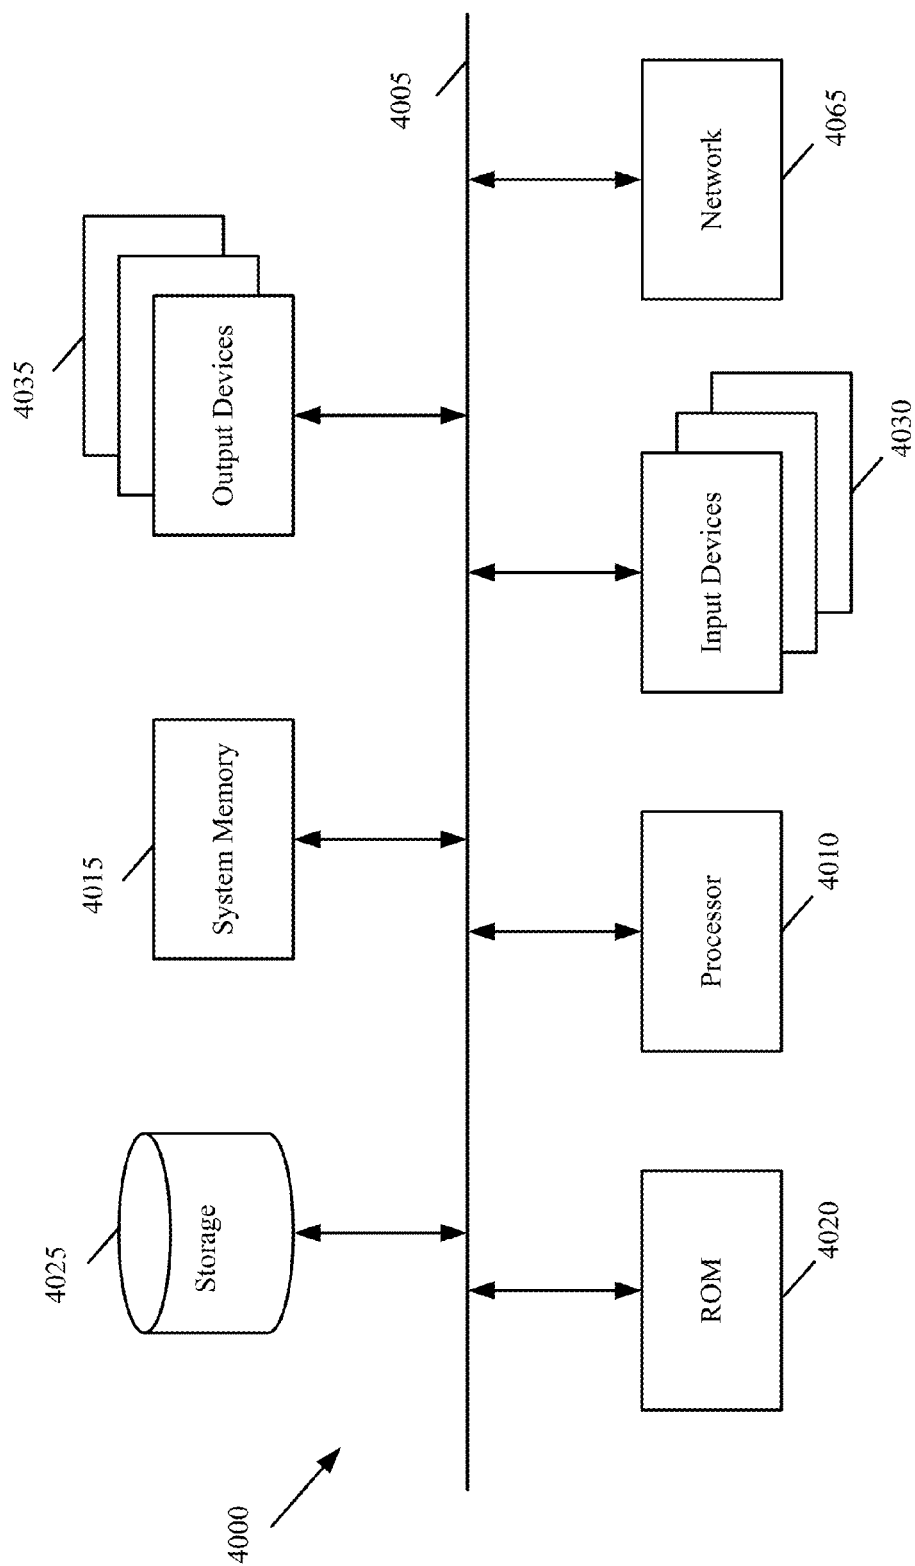 4000
4025
Storage
4015
System Memory
4035
Output Devices
4005
ROM
4020
Processor
4010
Input Devices
4030
Network
4065